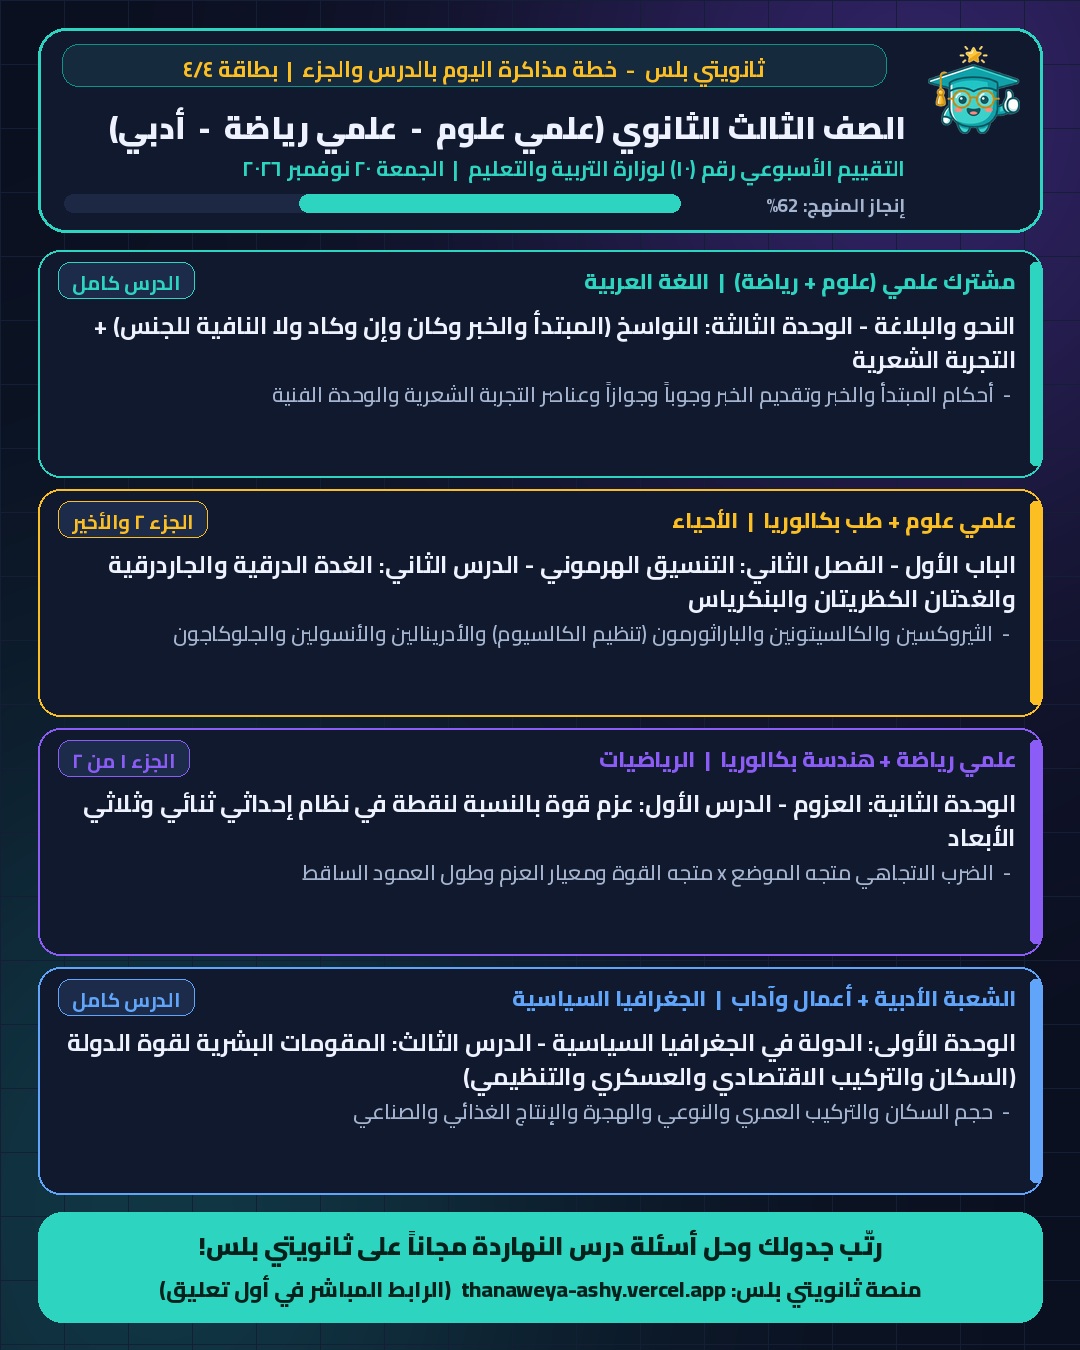 ثانويتي بلس - خطة مذاكرة اليوم بالدرس والجزء | بطاقة ٤/٤
الصف الثالث الثانوي (علمي علوم - علمي رياضة - أدبي)
التقييم الأسبوعي رقم (١٠) لوزارة التربية والتعليم | الجمعة ٢٠ نوفمبر ٢٠٢٦
إنجاز المنهج: 62%
مشترك علمي (علوم + رياضة) | اللغة العربية
الدرس كامل
النحو والبلاغة - الوحدة الثالثة: النواسخ (المبتدأ والخبر وكان وإن وكاد ولا النافية للجنس) +
التجربة الشعرية
- أحكام المبتدأ والخبر وتقديم الخبر وجوباً وجوازاً وعناصر التجربة الشعرية والوحدة الفنية
علمي علوم + طب بكالوريا | الأحياء
الجزء ٢ والأخير
الباب الأول - الفصل الثاني: التنسيق الهرموني - الدرس الثاني: الغدة الدرقية والجاردرقية
والغدتان الكظريتان والبنكرياس
- الثيروكسين والكالسيتونين والباراثورمون (تنظيم الكالسيوم) والأدرينالين والأنسولين والجلوكاجون
علمي رياضة + هندسة بكالوريا | الرياضيات
الجزء ١ من ٢
الوحدة الثانية: العزوم - الدرس الأول: عزم قوة بالنسبة لنقطة في نظام إحداثي ثنائي وثلاثي
الأبعاد
- الضرب الاتجاهي متجه الموضع x متجه القوة ومعيار العزم وطول العمود الساقط
الشعبة الأدبية + أعمال وآداب | الجغرافيا السياسية
الدرس كامل
الوحدة الأولى: الدولة في الجغرافيا السياسية - الدرس الثالث: المقومات البشرية لقوة الدولة
(السكان والتركيب الاقتصادي والعسكري والتنظيمي)
- حجم السكان والتركيب العمري والنوعي والهجرة والإنتاج الغذائي والصناعي
رتّب جدولك وحل أسئلة درس النهاردة مجاناً على ثانويتي بلس!
منصة ثانويتي بلس: thanaweya-ashy.vercel.app (الرابط المباشر في أول تعليق)